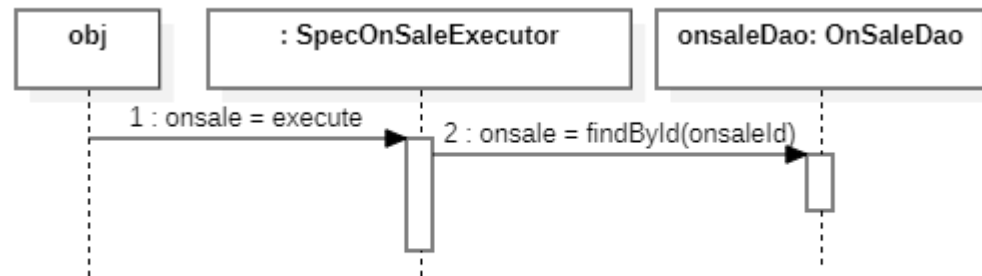 obj
: SpecOnSaleExecutor
onsaleDao: OnSaleDao
1 : onsale = execute
2 : onsale = findById(onsaleId)